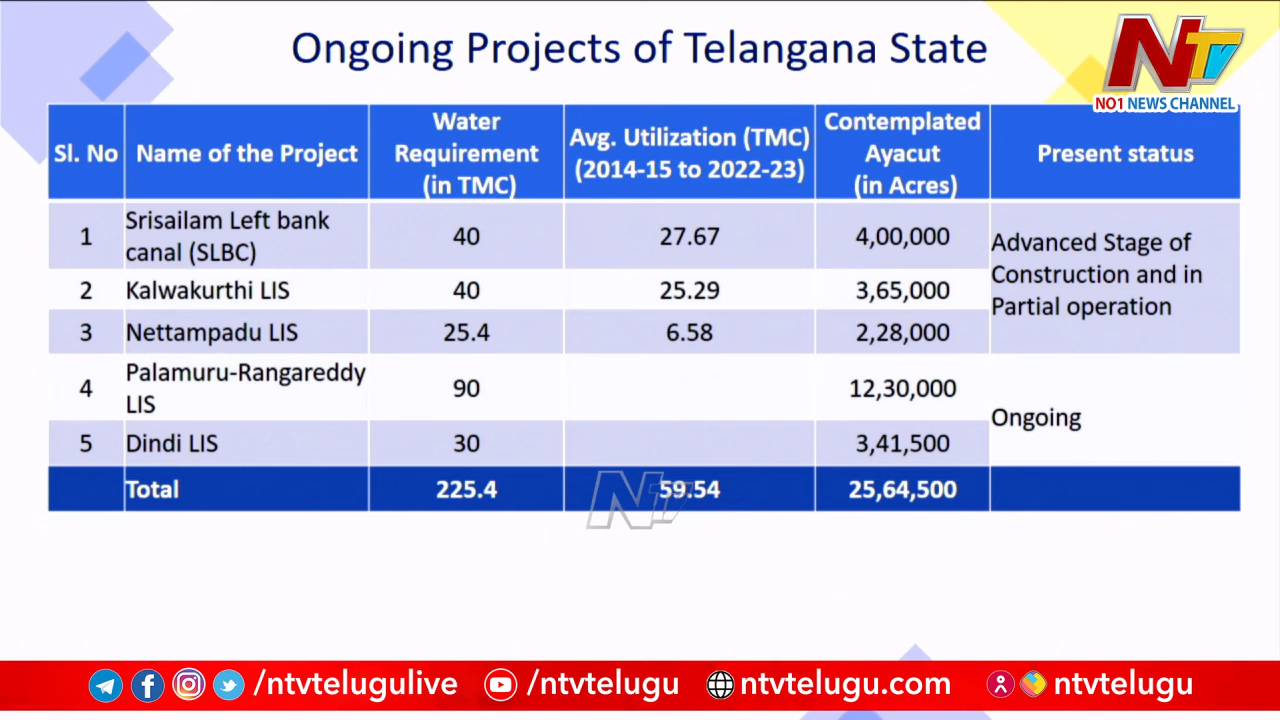 Ongoing Projects of Telangana State
NTV
NO1 NEWS CHANNEL
Sl. No Name of the Project Water Requirement (in TMC) Avg. Utilization (TMC) (2014-15 to 2022-23) Contemplated Ayacut (in Acres) Present status
1 Srisailam Left bank canal (SLBC) 40 27.67 4,00,000 Advanced Stage of Construction and in Partial operation
2 Kalwakurthi LIS 40 25.29 3,65,000
3 Nettampadu LIS 25.4 6.58 2,28,000
4 Palamuru-Rangareddy LIS 90 12,30,000 Ongoing
5 Dindi LIS 30 3,41,500
Total 225.4 59.54 25,64,500
NTV
/ntvtelugulive /ntvtelugu ntvtelugu.com ntvtelugu